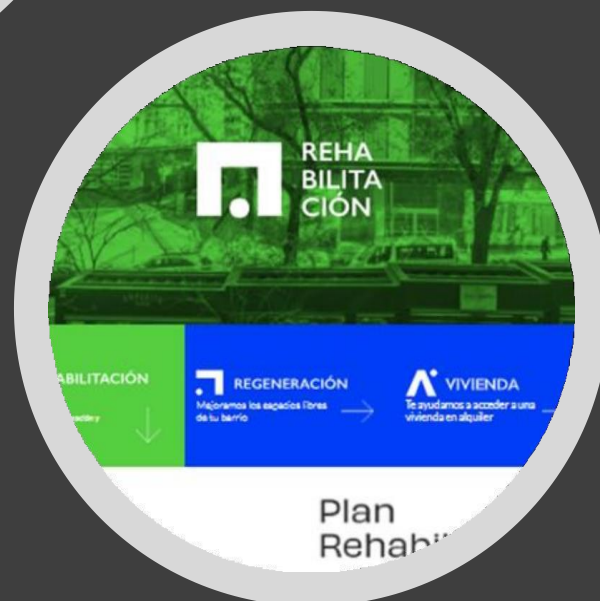 REHA
BILITA
CIÓN
ABILITACIÓN
REGENERACIÓN
Mejoramos los espacios libres
de tu barrio
VIVIENDA
Te ayudamos a acceder a una
vivienda en alquiler
Plan
Rehabi